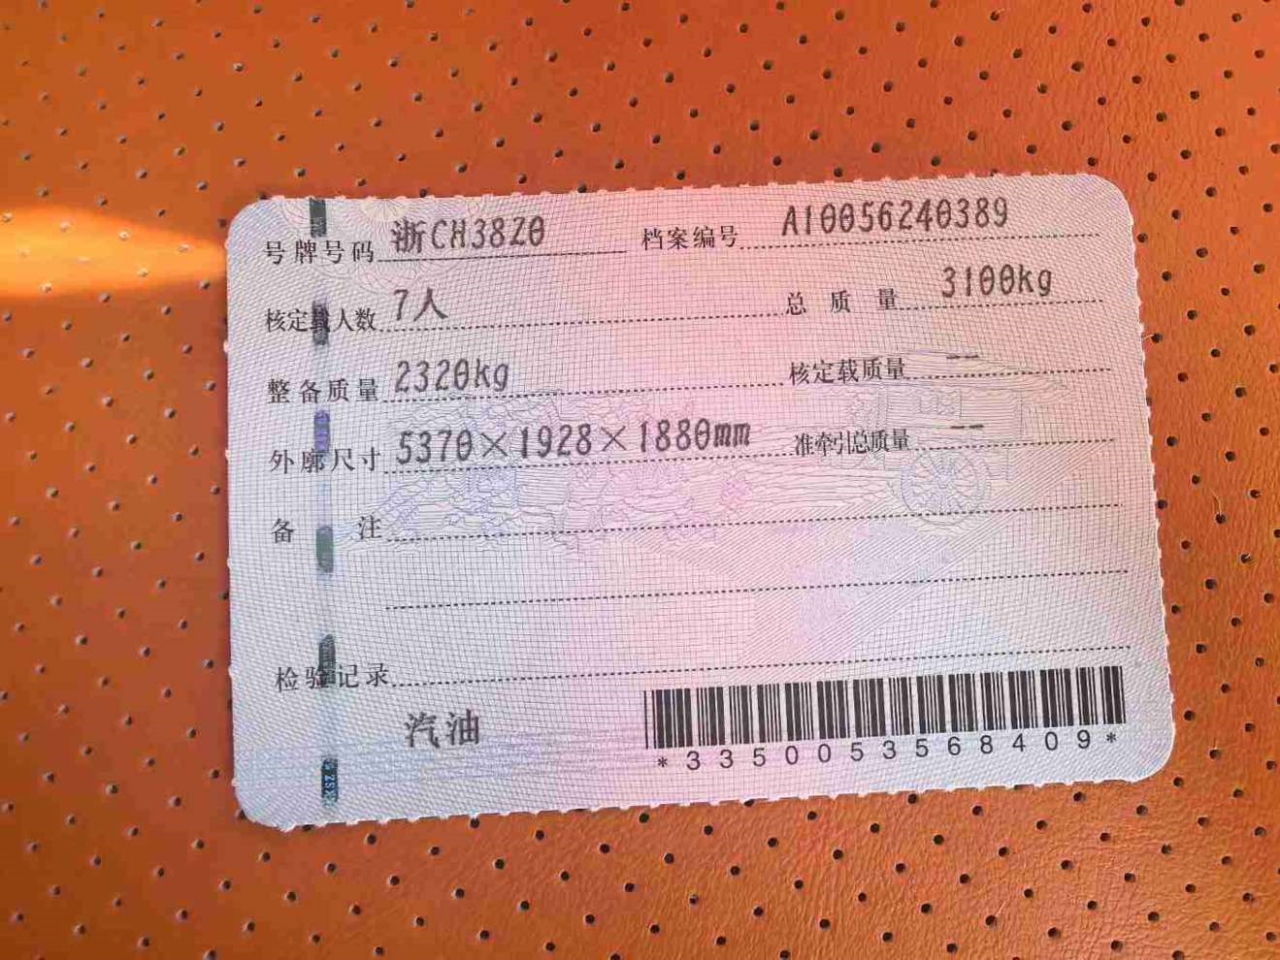 号牌号码 浙CH38Z0 档案编号 A10056240389
核定载人数 7人 总质量 3100kg
整备质量 2320kg 核定载质量 --
外廓尺寸 5370×1928×1880mm 准牵引总质量 --
备注
检验记录
汽油
*3350053568409*